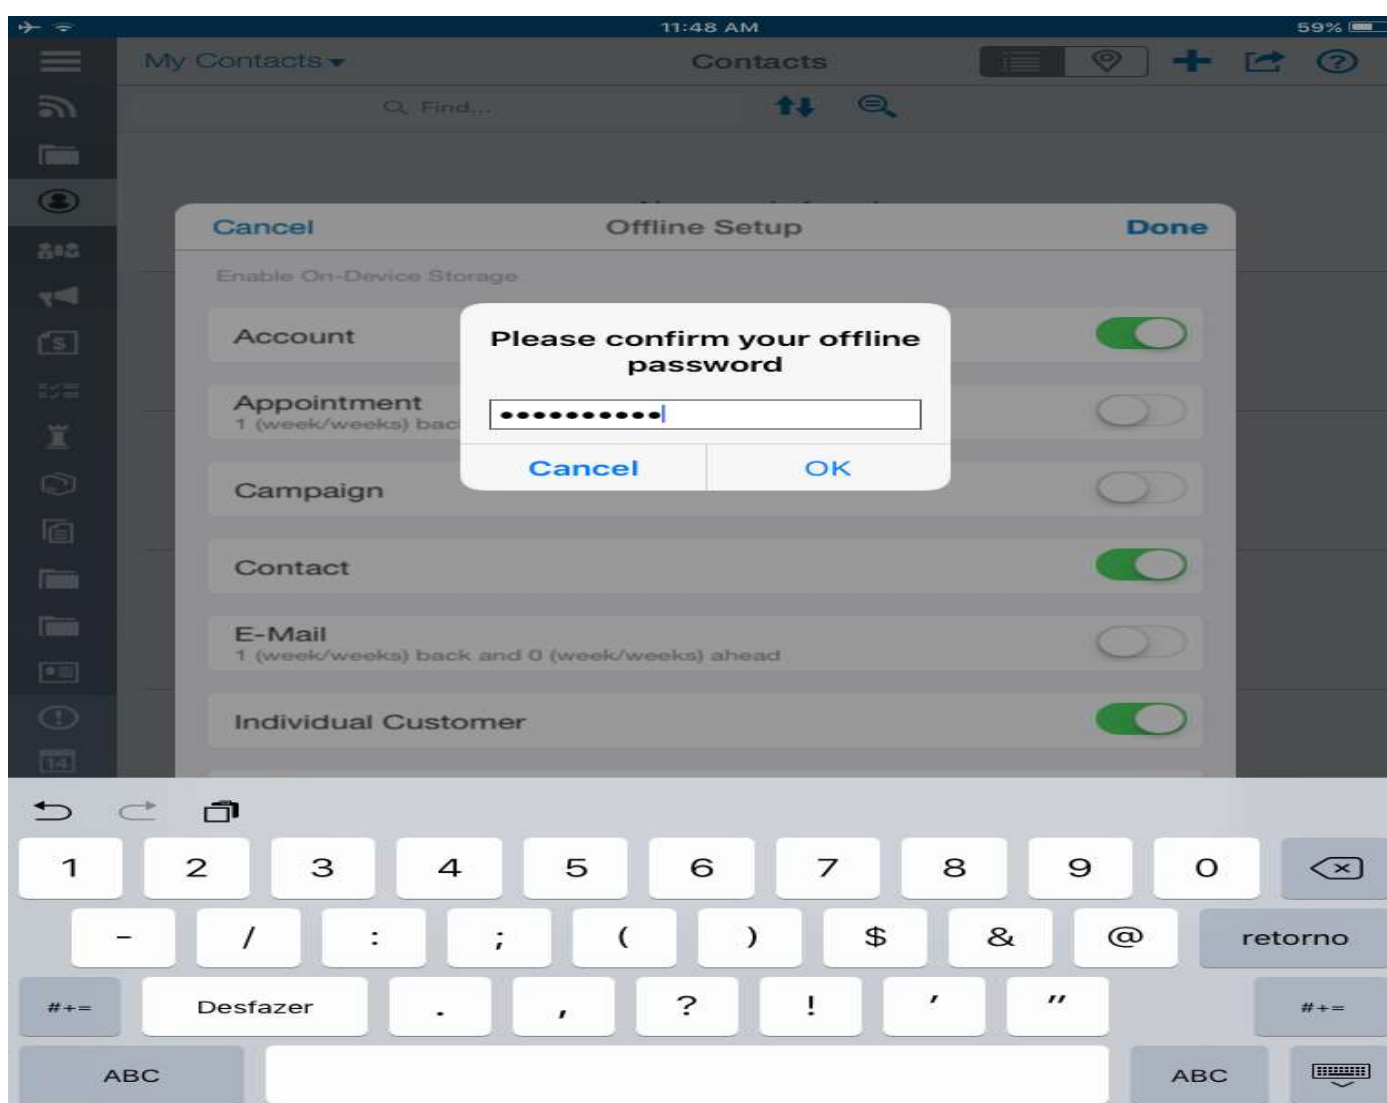 11:48 AM
59%
My Contacts
Contacts
Find...
Cancel
Offline Setup
Done
Enable On-Device Storage
Account
Please confirm your offline
password
••••••••••
Appointment
1 (week/weeks) bac
Cancel
OK
Campaign
Contact
E-Mail
1 (week/weeks) back and 0 (week/weeks) ahead
Individual Customer
14
1 2 3 4 5 6 7 8 9 0
- / : ; ( ) $ & @ retorno
#+= Desfazer . , ? ! ' " #+=
ABC ABC